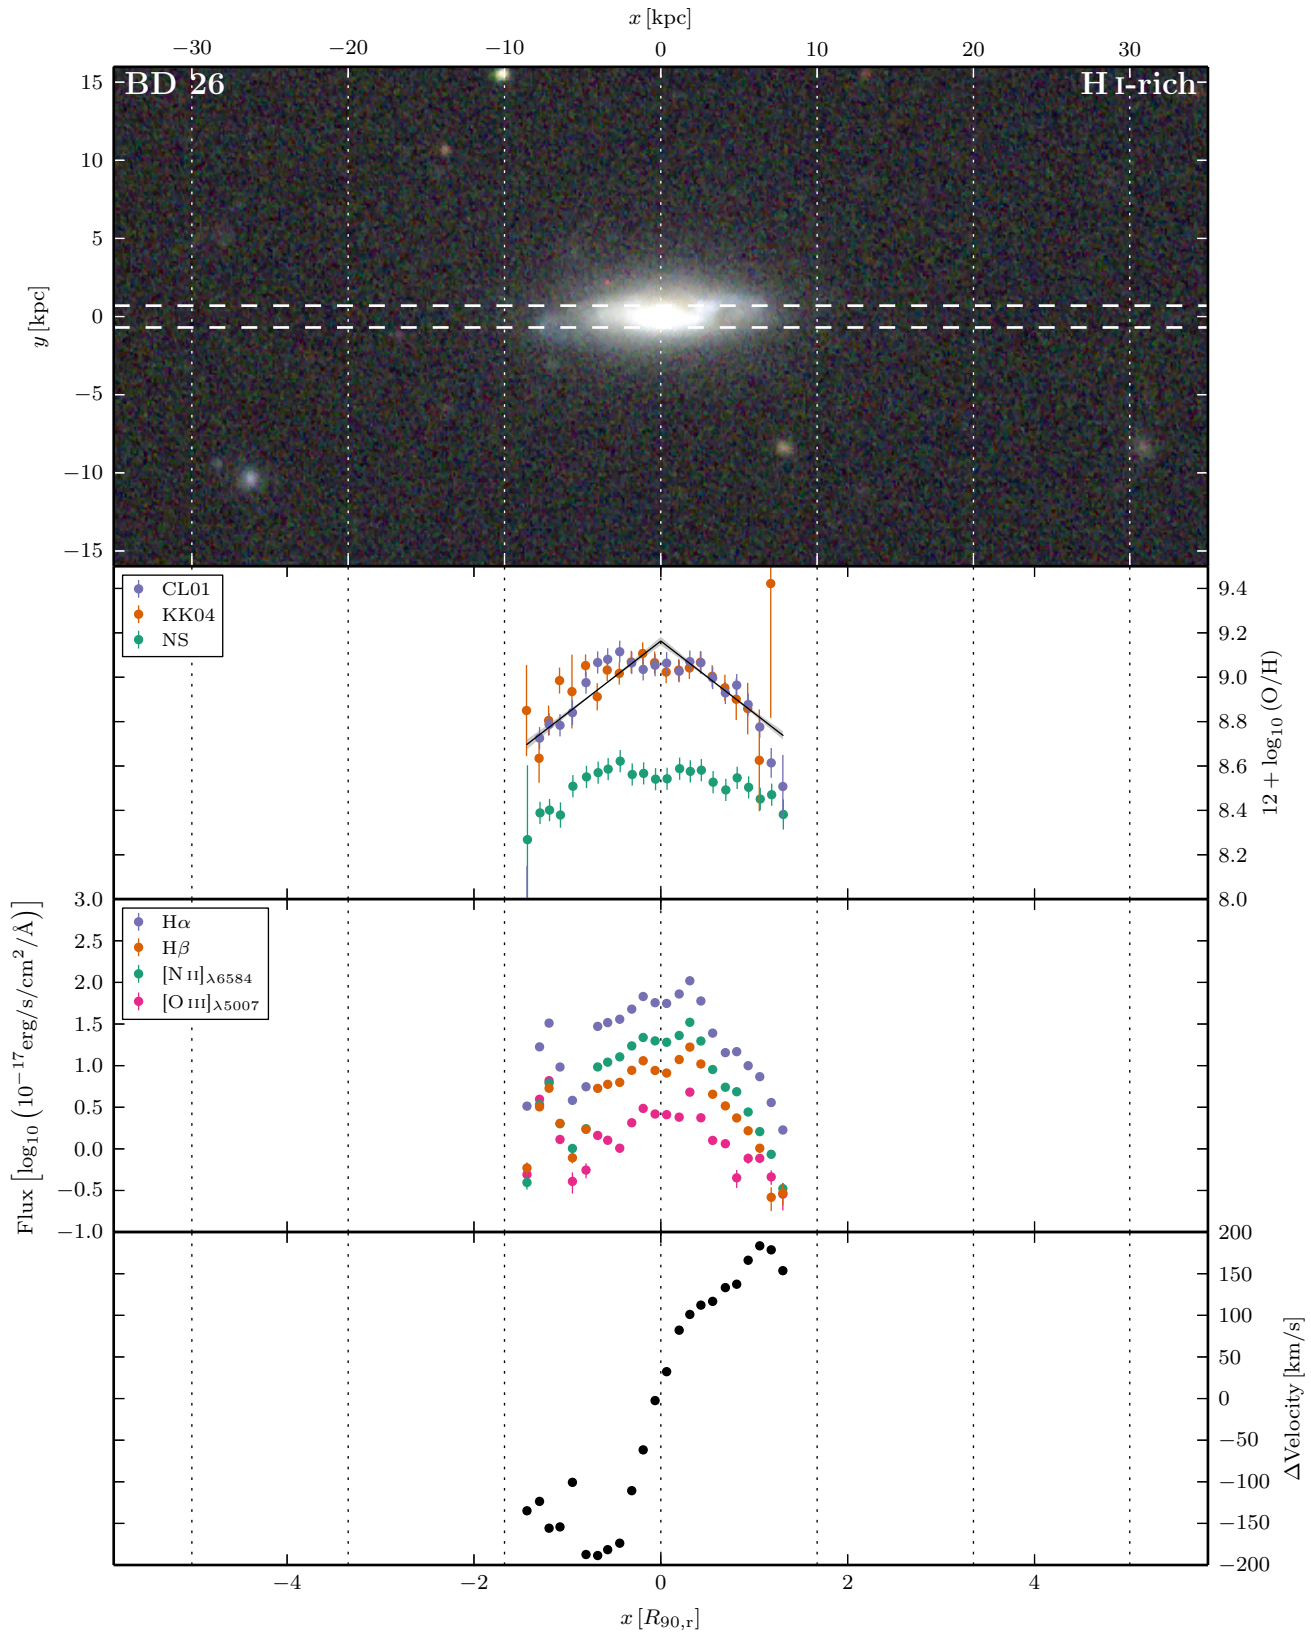 x [kpc]
−30 −20 −10 0 10 20 30
BD 26 H I-rich
15
10
5
0
−5
−10
−15
y [kpc]
CL01
KK04
NS
9.4
9.2
9.0
8.8
8.6
8.4
8.2
8.0
12 + log₁₀ (O/H)
Hα
Hβ
[N II]λ6584
[O III]λ5007
3.0
2.5
2.0
1.5
1.0
0.5
0.0
−0.5
−1.0
Flux [log₁₀ (10⁻¹⁷erg/s/cm²/Å)]
200
150
100
50
0
−50
−100
−150
−200
ΔVelocity [km/s]
−4 −2 0 2 4
x [R₉₀,ᵣ]